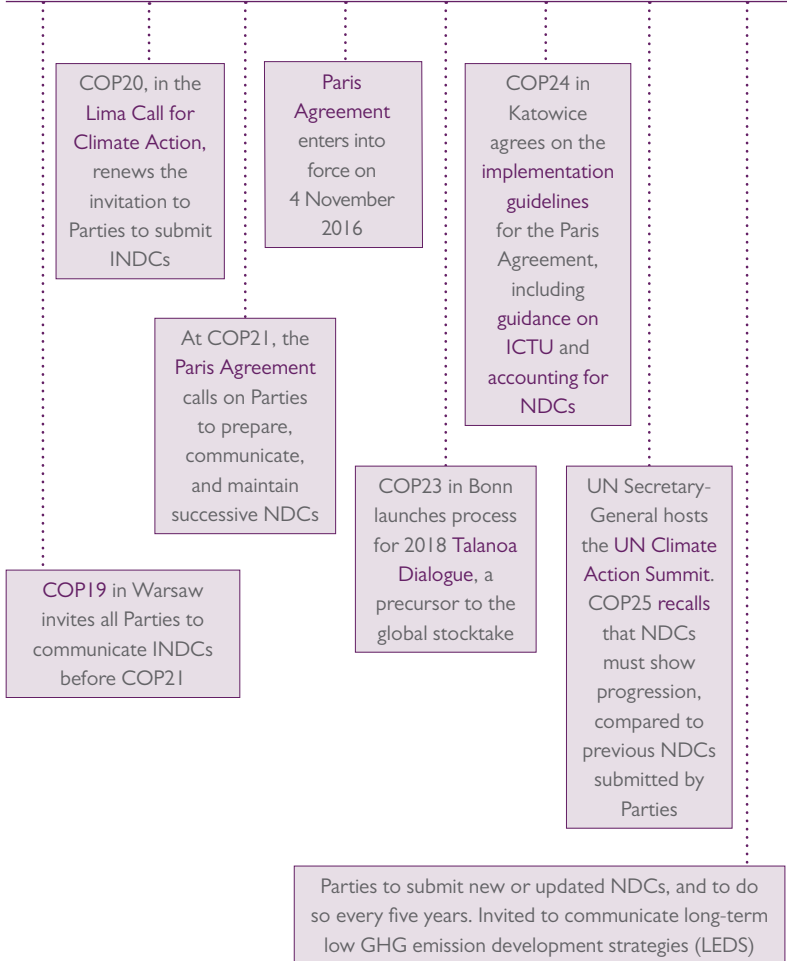 COP20, in the
Lima Call for
Climate Action,
renews the
invitation to
Parties to submit
INDCs
Paris
Agreement
enters into
force on
4 November
2016
COP24 in
Katowice
agrees on the
implementation
guidelines
for the Paris
Agreement,
including
guidance on
ICTU and
accounting for
NDCs
At COP21, the
Paris Agreement
calls on Parties
to prepare,
communicate,
and maintain
successive NDCs
COP23 in Bonn
launches process
for 2018 Talanoa
Dialogue, a
precursor to the
global stocktake
UN Secretary-
General hosts
the UN Climate
Action Summit.
COP25 recalls
that NDCs
must show
progression,
compared to
previous NDCs
submitted by
Parties
COP19 in Warsaw
invites all Parties to
communicate INDCs
before COP21
Parties to submit new or updated NDCs, and to do
so every five years. Invited to communicate long-term
low GHG emission development strategies (LEDS)